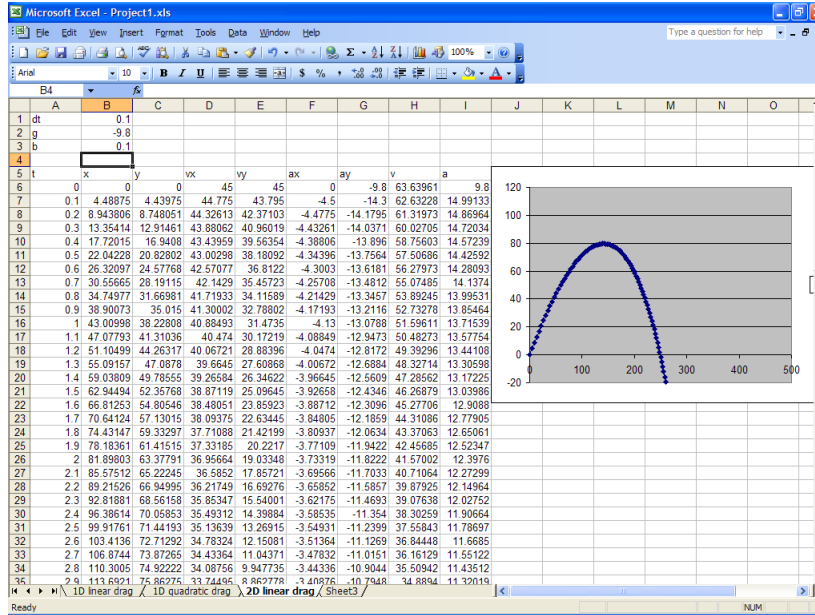 Microsoft Excel - Project1.xls
File Edit View Insert Format Tools Data Window Help Type a question for help
100%
Arial 10 B I U $ % ,
B4 fx
A B C D E F G H I J K L M N O
1 dt 0.1
2 g -9.8
3 b 0.1
4
5 t x y vx vy ax ay v a
6 0 0 0 45 45 0 -9.8 63.63961 9.8
7 0.1 4.48875 4.43975 44.775 43.795 -4.5 -14.3 62.63228 14.99133
8 0.2 8.943806 8.748051 44.32613 42.37103 -4.4775 -14.1795 61.31973 14.86964
9 0.3 13.35414 12.91461 43.88062 40.96019 -4.43261 -14.0371 60.02705 14.72034
10 0.4 17.72015 16.9408 43.43959 39.56354 -4.38806 -13.896 58.75603 14.57239
11 0.5 22.04228 20.82802 43.00298 38.18092 -4.34396 -13.7564 57.50686 14.42592
12 0.6 26.32097 24.57768 42.57077 36.8122 -4.3003 -13.6181 56.27973 14.28093
13 0.7 30.55665 28.19115 42.1429 35.45723 -4.25708 -13.4812 55.07485 14.1374
14 0.8 34.74977 31.66981 41.71933 34.11589 -4.21429 -13.3457 53.89245 13.99531
15 0.9 38.90073 35.015 41.30002 32.78802 -4.17193 -13.2116 52.73278 13.85464
16 1 43.00998 38.22808 40.88493 31.4735 -4.13 -13.0788 51.59611 13.71539
17 1.1 47.07793 41.31036 40.474 30.17219 -4.08849 -12.9473 50.48273 13.57754
18 1.2 51.10499 44.26317 40.06721 28.88396 -4.0474 -12.8172 49.39296 13.44108
19 1.3 55.09157 47.0878 39.6645 27.60868 -4.00672 -12.6884 48.32714 13.30598
20 1.4 59.03809 49.78555 39.26584 26.34622 -3.96645 -12.5609 47.28562 13.17225
21 1.5 62.94494 52.35768 38.87119 25.09645 -3.92658 -12.4346 46.26879 13.03986
22 1.6 66.81253 54.80546 38.48051 23.85923 -3.88712 -12.3096 45.27706 12.9088
23 1.7 70.64124 57.13015 38.09375 22.63445 -3.84805 -12.1859 44.31086 12.77905
24 1.8 74.43147 59.33297 37.71088 21.42199 -3.80937 -12.0634 43.37063 12.65061
25 1.9 78.18361 61.41515 37.33185 20.2217 -3.77109 -11.9422 42.45685 12.52347
26 2 81.89803 63.37791 36.95664 19.03348 -3.73319 -11.8222 41.57002 12.3976
27 2.1 85.57512 65.22245 36.5852 17.85721 -3.69566 -11.7033 40.71064 12.27299
28 2.2 89.21526 66.94995 36.21749 16.69276 -3.65852 -11.5857 39.87925 12.14964
29 2.3 92.81881 68.56158 35.85347 15.54001 -3.62175 -11.4693 39.07638 12.02752
30 2.4 96.38614 70.05853 35.49312 14.39884 -3.58535 -11.354 38.30259 11.90664
31 2.5 99.91761 71.44193 35.13639 13.26915 -3.54931 -11.2399 37.55843 11.78697
32 2.6 103.4136 72.71292 34.78324 12.15081 -3.51364 -11.1269 36.84448 11.6685
33 2.7 106.8744 73.87265 34.43364 11.04371 -3.47832 -11.0151 36.16129 11.55122
34 2.8 110.3005 74.92222 34.08756 9.947735 -3.44336 -10.9044 35.50942 11.43512
35 2.9 113.6921 75.86275 33.74495 8.862778 -3.40876 -10.7948 34.8894 11.32019
120
100
80
60
40
20
0
-20
0 100 200 300 400 500
1D linear drag 1D quadratic drag 2D linear drag Sheet3
Ready NUM